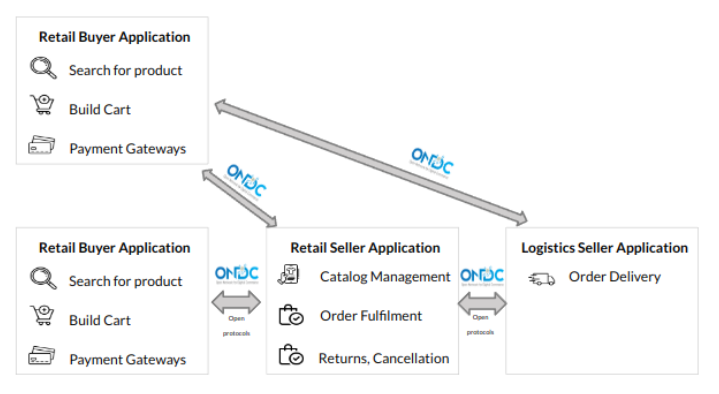 Retail Buyer Application
Search for product
Build Cart
Payment Gateways
ONDC
ONDC
Retail Buyer Application
Search for product
Build Cart
Payment Gateways
ONDC
Open
protocols
Retail Seller Application
Catalog Management
Order Fulfilment
Returns, Cancellation
ONDC
Open
protocols
Logistics Seller Application
Order Delivery